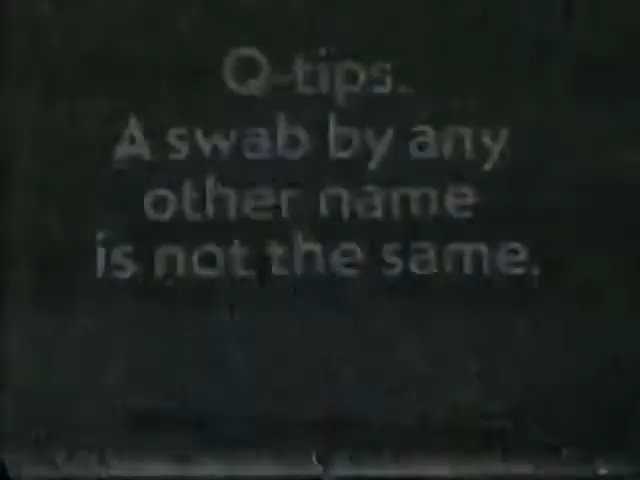 Q-tips.
A swab by any
other name
is not the same.